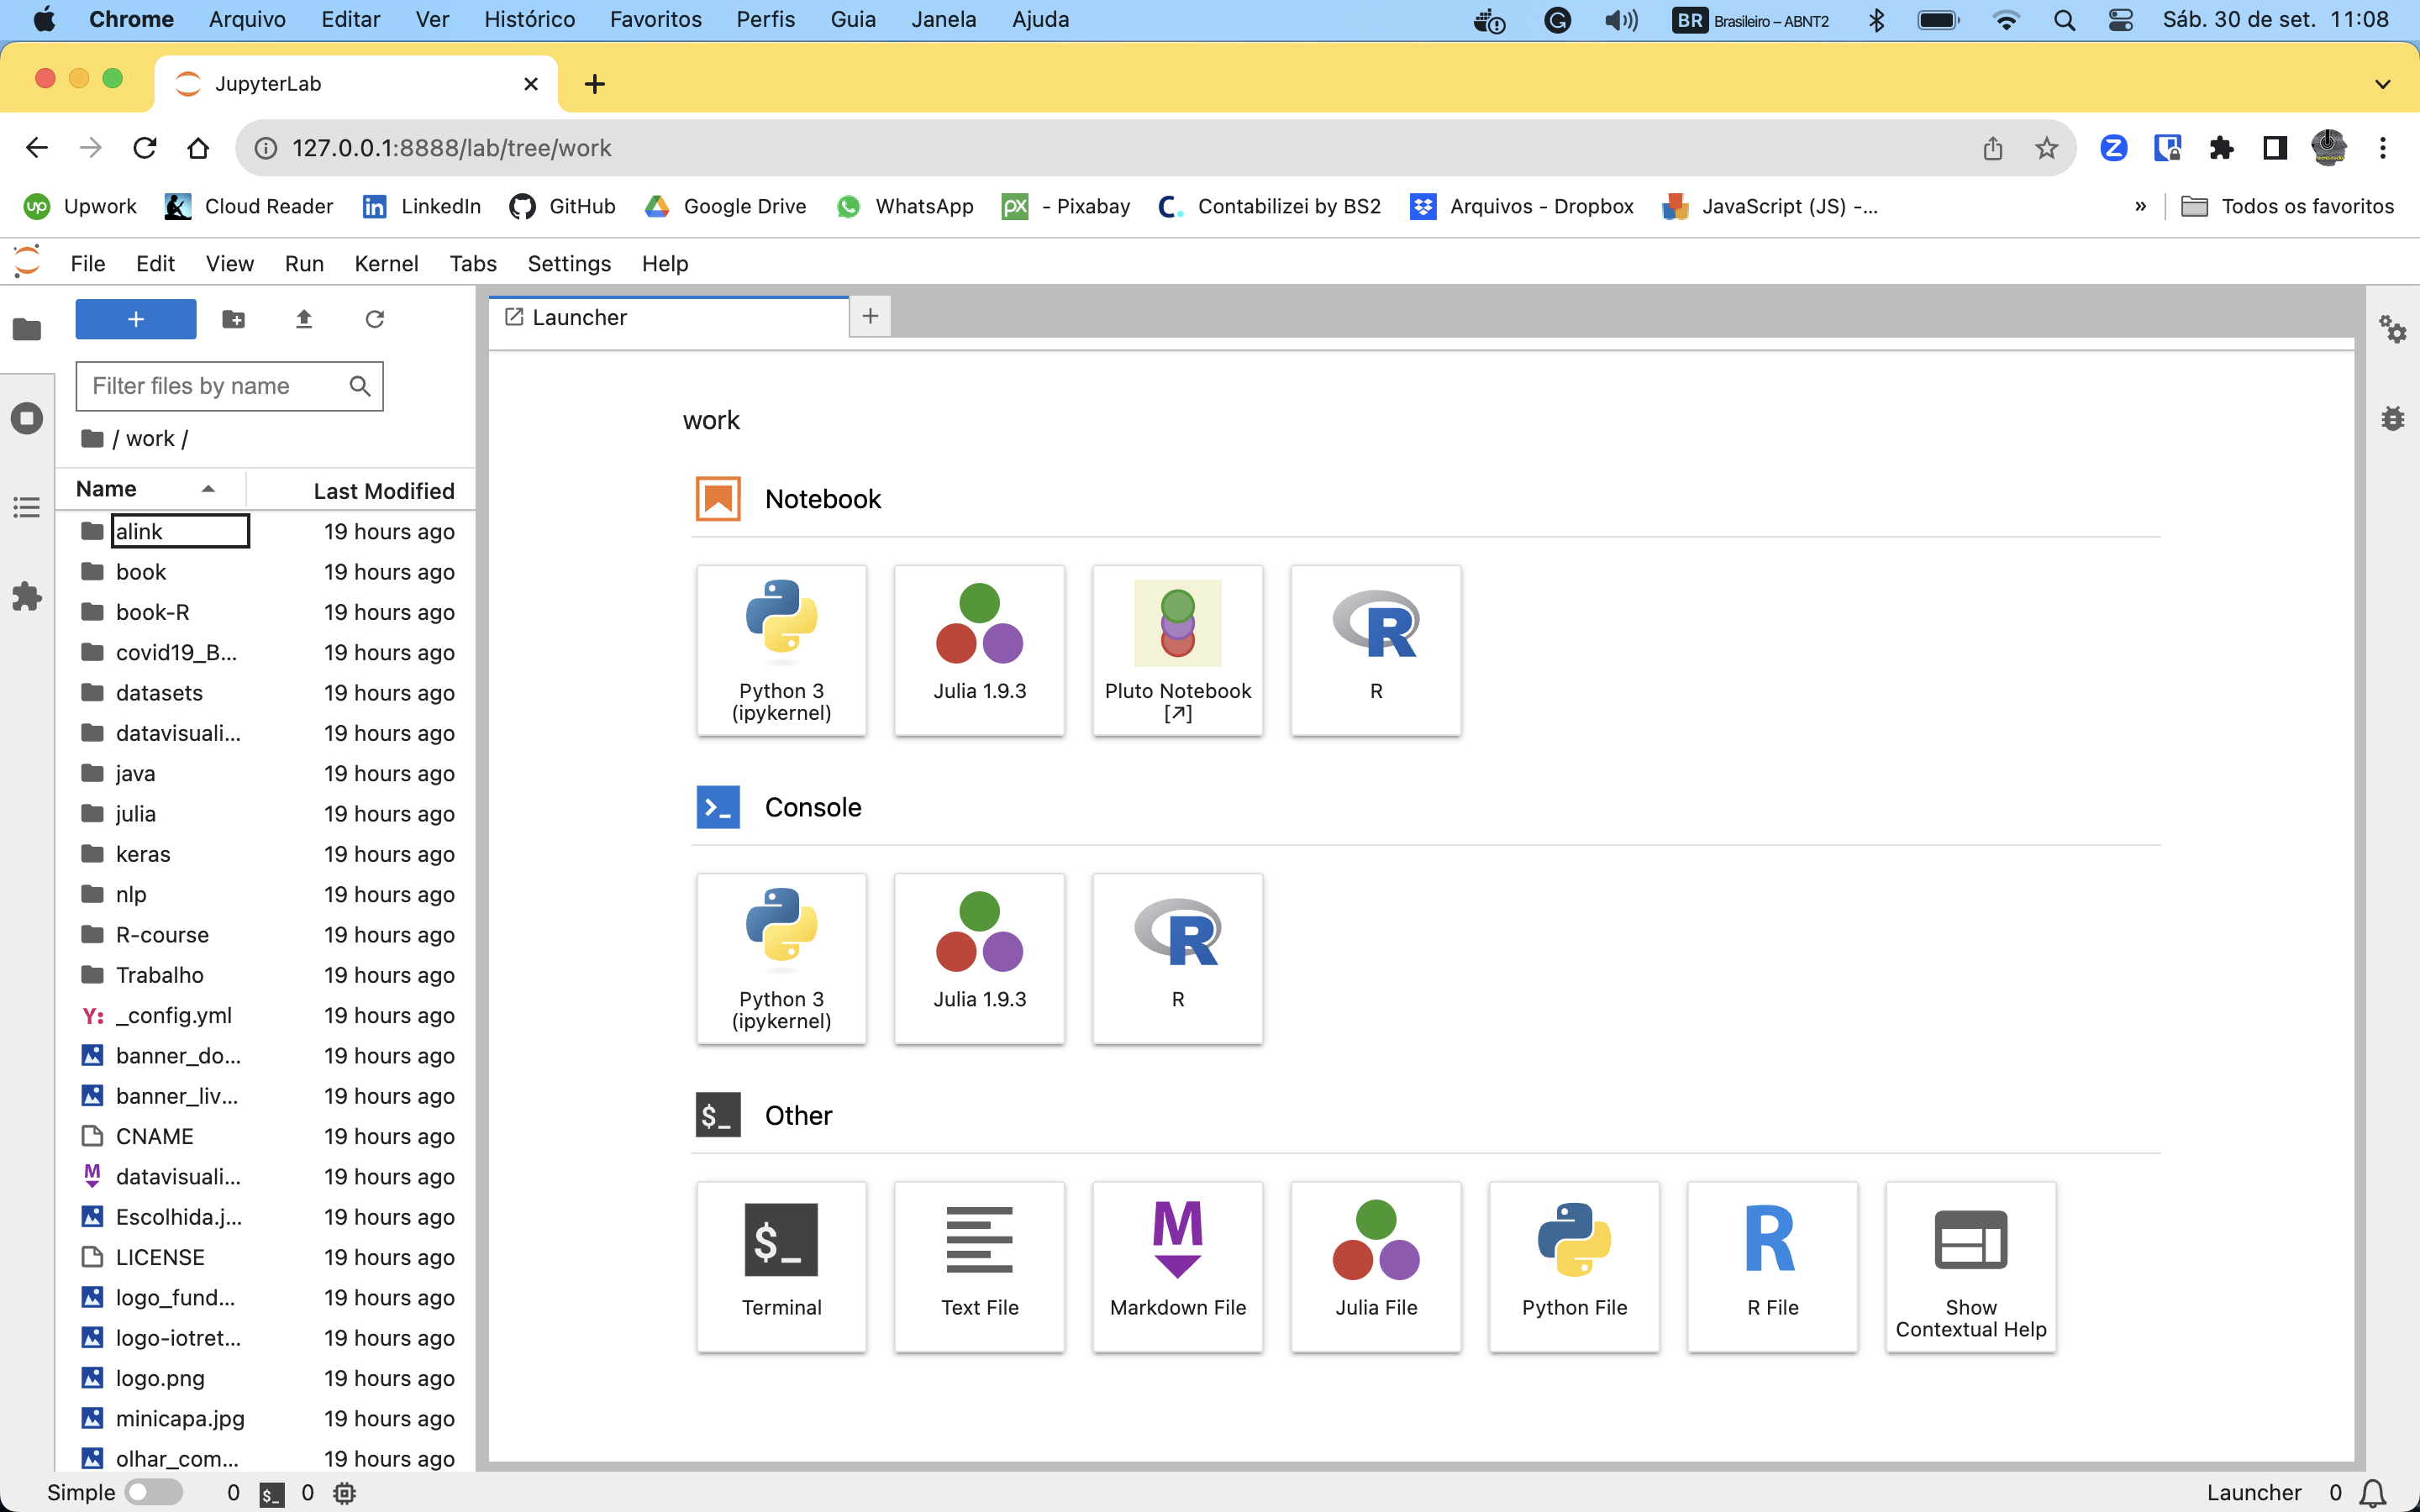 Chrome Arquivo Editar Ver Histórico Favoritos Perfis Guia Janela Ajuda BR Brasileiro – ABNT2 Sáb. 30 de set. 11:08
JupyterLab
127.0.0.1:8888/lab/tree/work
Upwork Cloud Reader LinkedIn GitHub Google Drive WhatsApp - Pixabay Contabilizei by BS2 Arquivos - Dropbox JavaScript (JS) -... » Todos os favoritos
File Edit View Run Kernel Tabs Settings Help
Launcher
Filter files by name
/ work /
Name Last Modified
alink 19 hours ago
book 19 hours ago
book-R 19 hours ago
covid19_B... 19 hours ago
datasets 19 hours ago
datavisuali... 19 hours ago
java 19 hours ago
julia 19 hours ago
keras 19 hours ago
nlp 19 hours ago
R-course 19 hours ago
Trabalho 19 hours ago
Y: _config.yml 19 hours ago
banner_do... 19 hours ago
banner_liv... 19 hours ago
CNAME 19 hours ago
M datavisuali... 19 hours ago
Escolhida.j... 19 hours ago
LICENSE 19 hours ago
logo_fund... 19 hours ago
logo-iotret... 19 hours ago
logo.png 19 hours ago
minicapa.jpg 19 hours ago
olhar_com... 19 hours ago
work
Notebook
Python 3
(ipykernel)
Julia 1.9.3
Pluto Notebook
[↗]
R
R
>_ Console
Python 3
(ipykernel)
Julia 1.9.3
R
R
$_ Other
$_
Terminal
Text File
M
Markdown File
Julia File
Python File
R
R File
Show
Contextual Help
Simple 0 $_ 0 Launcher 0